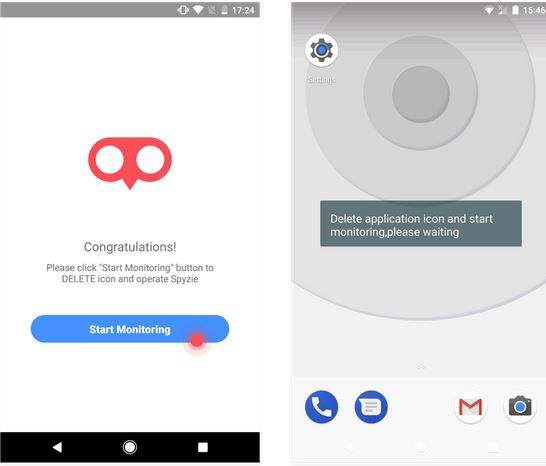 17:24
Congratulations!
Please click "Start Monitoring" button to
DELETE icon and operate Spyzie
Start Monitoring
15:46
Settings
Delete application icon and start
monitoring,please waiting